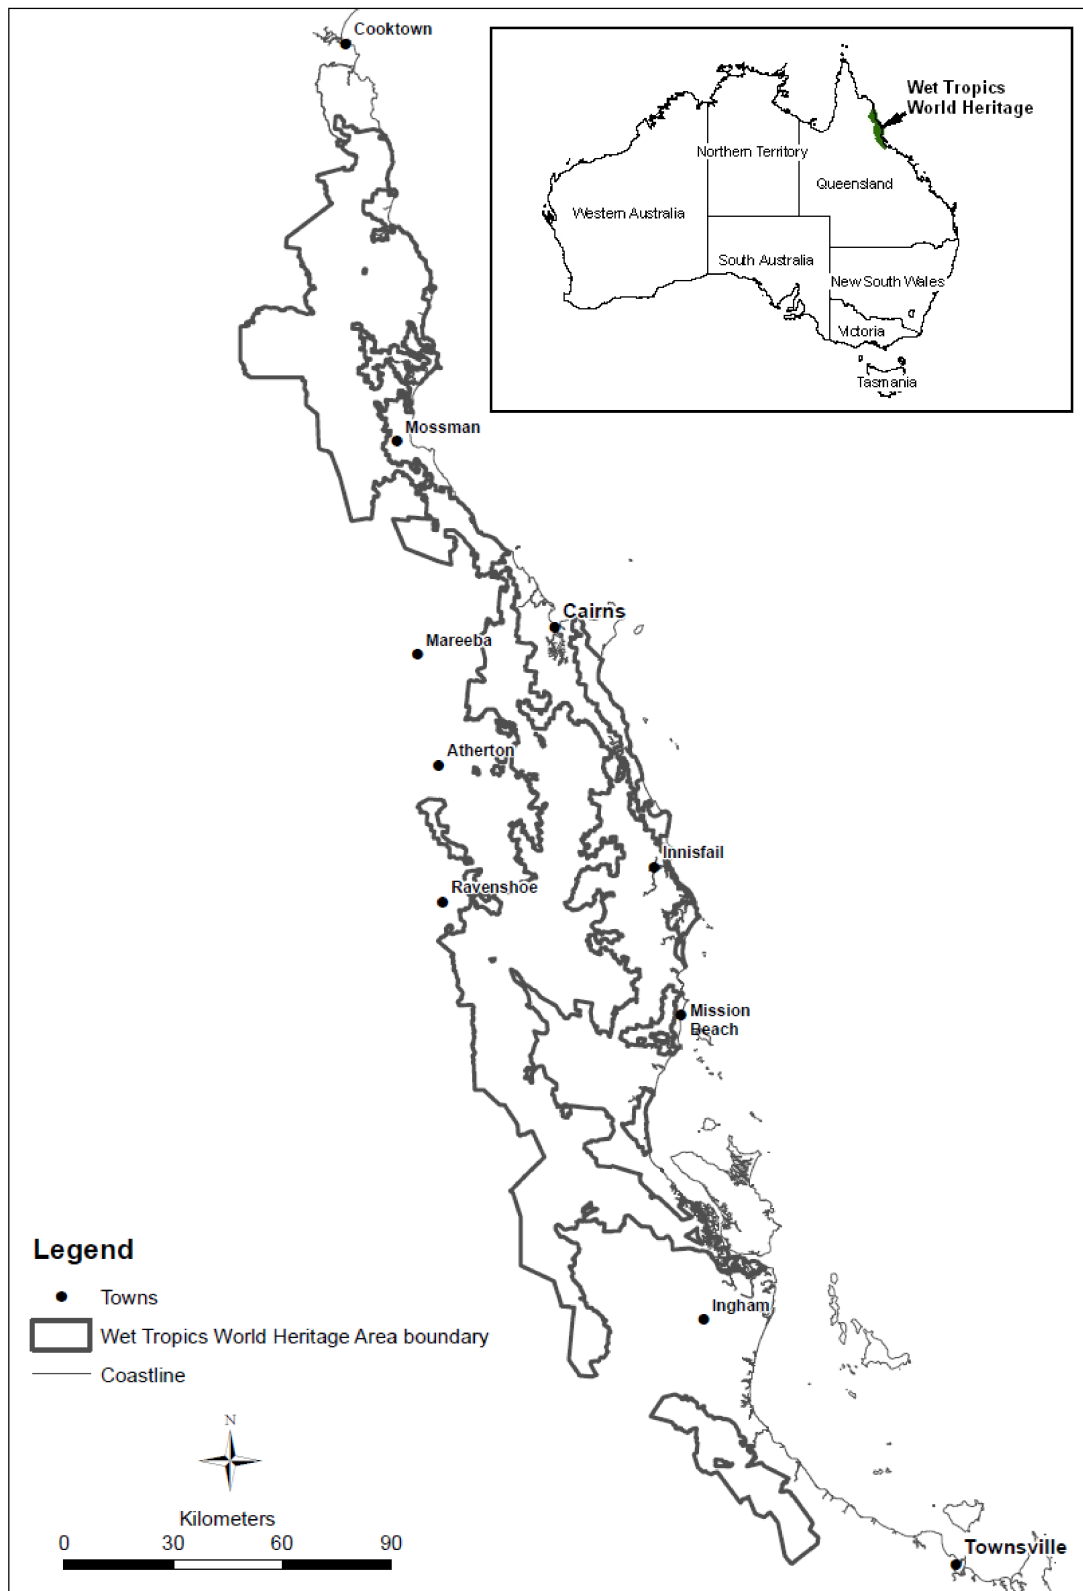 Cooktown
Wet Tropics
World Heritage
Northern Territory
Queensland
Western Australia
South Australia
New South Wales
Victoria
Tasmania
Mossman
Cairns
Mareeba
Atherton
Innisfail
Ravenshoe
Mission
Beach
Ingham
Legend
Towns
Wet Tropics World Heritage Area boundary
Coastline
N
Kilometers
0 30 60 90
Townsville